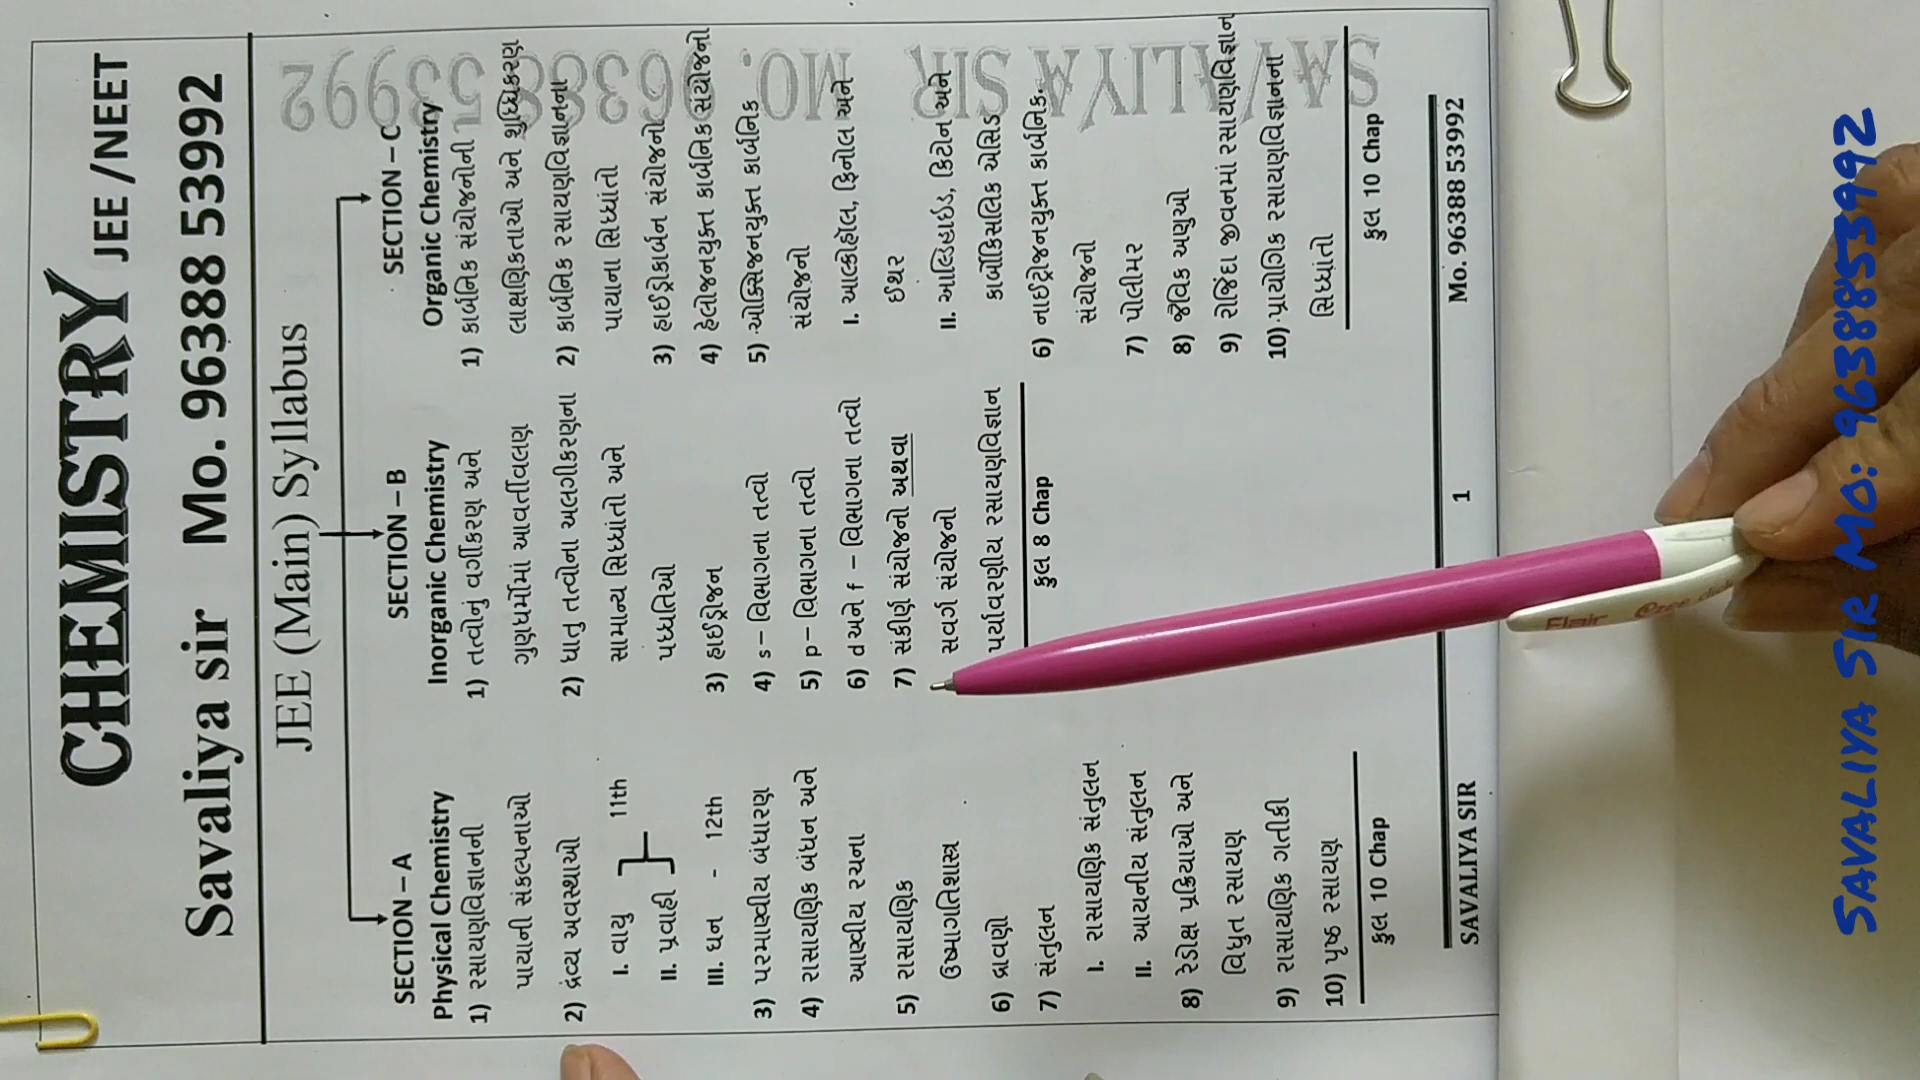 CHEMISTRY JEE /NEET
Savaliya sir Mo. 96388 53992
JEE (Main) Syllabus
SECTION – A
Physical Chemistry
1) રસાયણવિજ્ઞાનની
પાયાની સંકલ્પનાઓ
2) દ્રવ્ય અવસ્થાઓ
I. વાયુ
11th
II. પ્રવાહી
III. ઘન - 12th
3) પરમાણ્વીય બંધારણ
4) રાસાયણિક બંધન અને
આણ્વીય રચના
5) રાસાયણિક
ઉષ્માગતિશાસ્ત્ર
6) દ્રાવણો
7) સંતુલન
I. રાસાયણિક સંતુલન
II. આયનીય સંતુલન
8) રેડોક્ષ પ્રક્રિયાઓ અને
વિધુત રસાયણ
9) રાસાયણિક ગતીકી
10) પૃષ્ઠ રસાયણ
કુલ 10 Chap
SECTION – B
Inorganic Chemistry
1) તત્વોનું વર્ગીકરણ અને
ગુણધર્મોમાં આવર્તીવલણ
2) ધાતુ તત્વોના અલગીકરણના
સામાન્ય સિધ્ધાંતો અને
પધ્ધતિઓ
3) હાઈડ્રોજન
4) s – વિભાગના તત્વો
5) p – વિભાગના તત્વો
6) d અને f – વિભાગના તત્વો
7) સંકીર્ણ સંયોજનો અથવા
સવર્ગ સંયોજનો
પર્યાવરણીય રસાયણવિજ્ઞાન
કુલ 8 Chap
SECTION – C
Organic Chemistry
1) કાર્બનિક સંયોજનોની
લાક્ષણિકતાઓ અને શુધ્ધિકરણ
2) કાર્બનિક રસાયણવિજ્ઞાનના
પાયાના સિધ્ધાંતો
3) હાઈડ્રોકાર્બન સંયોજનો
4) હેલોજનયુક્ત કાર્બનિક સંયોજનો
5) ઓક્સિજનયુક્ત કાર્બનિક
સંયોજનો
I. આલ્કોહોલ, ફિનોલ અને
ઈથર
II. આલ્ડિહાઈડ, કિટોન અને
કાર્બોક્સિલિક એસિડ
6) નાઈટ્રોજનયુક્ત કાર્બનિક
સંયોજનો
7) પોલીમર
8) જૈવિક અણુઓ
9) રોજિંદા જીવનમાં રસાયણવિજ્ઞાન
10) પ્રાયોગિક રસાયણવિજ્ઞાનના
સિધ્ધાંતો
કુલ 10 Chap
SAVALIYA SIR MO. 96388 53992
SAVALIYA SIR 1 Mo. 96388 53992
Flair
SAVALIYA SIR MO: 9638853992